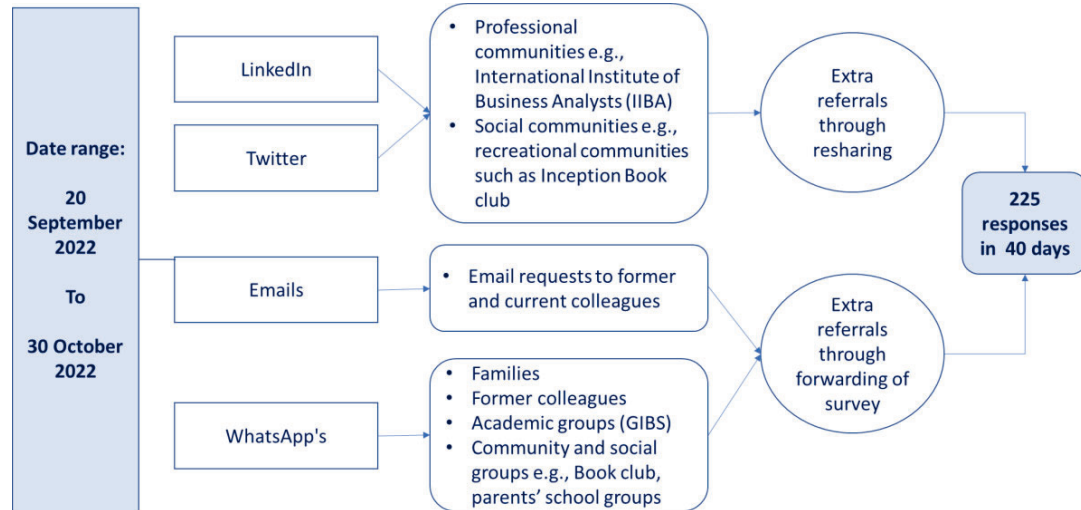 Date range:
20
September
2022
To
30 October
2022
LinkedIn
Twitter
Emails
WhatsApp's
• Professional
communities e.g.,
International Institute of
Business Analysts (IIBA)
• Social communities e.g.,
recreational communities
such as Inception Book
club
• Email requests to former
and current colleagues
• Families
• Former colleagues
• Academic groups (GIBS)
• Community and social
groups e.g., Book club,
parents’ school groups
Extra
referrals
through
resharing
Extra
referrals
through
forwarding of
survey
225
responses
in 40 days